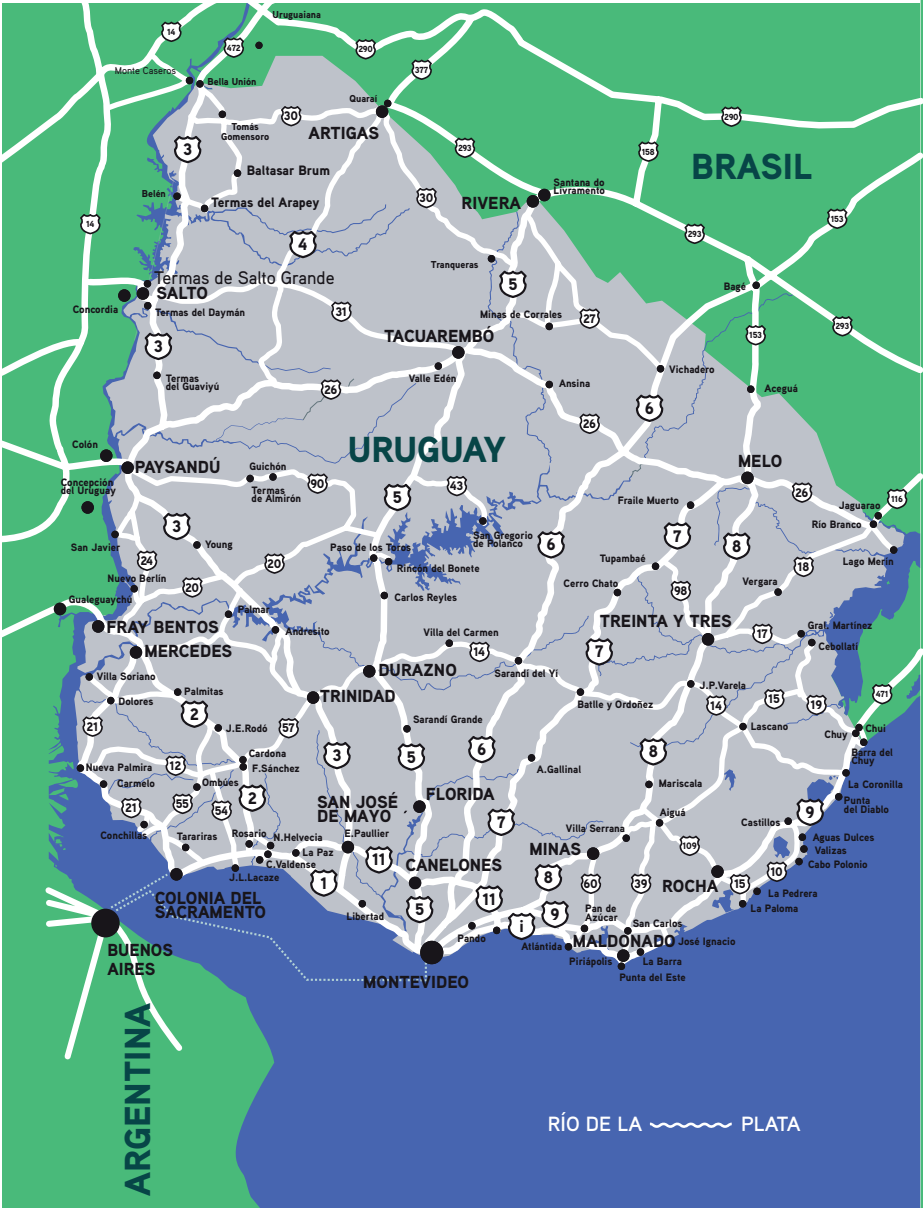 Uruguaiana
14
472
290
377
Monte Caseros
Bella Unión
Quaraí
30
ARTIGAS
Tomás
Gomensoro
3
293
290
158
BRASIL
Baltasar Brum
Belén
Termas del Arapey
30
Santana do
Livramento
RIVERA
14
4
153
293
Tranqueras
5
Termas de Salto Grande
SALTO
Concordia
Termas del Daymán
31
Minas de Corrales
27
Bagé
153
293
3
TACUAREMBÓ
Valle Edén
Termas
del Guaviyú
26
Ansina
Vichadero
Aceguá
6
26
URUGUAY
Colón
PAYSANDÚ
Concepción
del Uruguay
Guichón
Termas
de Almirón
90
5
43
MELO
26
116
Fraile Muerto
Jaguarao
Río Branco
San Javier
3
Young
24
San Gregorio
de Polanco
6
7
8
Lago Merín
Paso de los Toros
Rincón del Bonete
20
Nuevo Berlín
20
Tupambaé
18
Cerro Chato
98
Vergara
Gualeguaychú
Palmar
Carlos Reyles
FRAY BENTOS
Andresito
TREINTA Y TRES
17
Gral. Martínez
Cebollatí
MERCEDES
Villa del Carmen
14
7
DURAZNO
Sarandí del Yí
Villa Soriano
Palmitas
TRINIDAD
J.P.Varela
471
Dolores
2
Batlle y Ordoñez
14
15
19
21
J.E.Rodó
57
Sarandí Grande
Lascano
Chuy
Chui
Barra del
Chuy
3
5
6
8
Nueva Palmira
12
Cardona
F.Sánchez
A.Gallinal
La Coronilla
Carmelo
Ombúes
Mariscala
Punta
del Diablo
21
55
54
2
SAN JOSÉ
DE MAYO
FLORIDA
7
Aiguá
Castillos
9
Conchillas
Tarariras
Rosario
N.Helvecia
E.Paullier
Villa Serrana
Aguas Dulces
La Paz
C.Valdense
11
MINAS
109
Valizas
Cabo Polonio
J.L.Lacaze
1
CANELONES
8
60
39
ROCHA
15
10
COLONIA DEL
SACRAMENTO
11
La Pedrera
La Paloma
Libertad
5
9
Pan de
Azúcar
San Carlos
i
Pando
Atlántida
MALDONADO
José Ignacio
BUENOS
AIRES
Piriápolis
La Barra
Punta del Este
MONTEVIDEO
ARGENTINA
RÍO DE LA PLATA